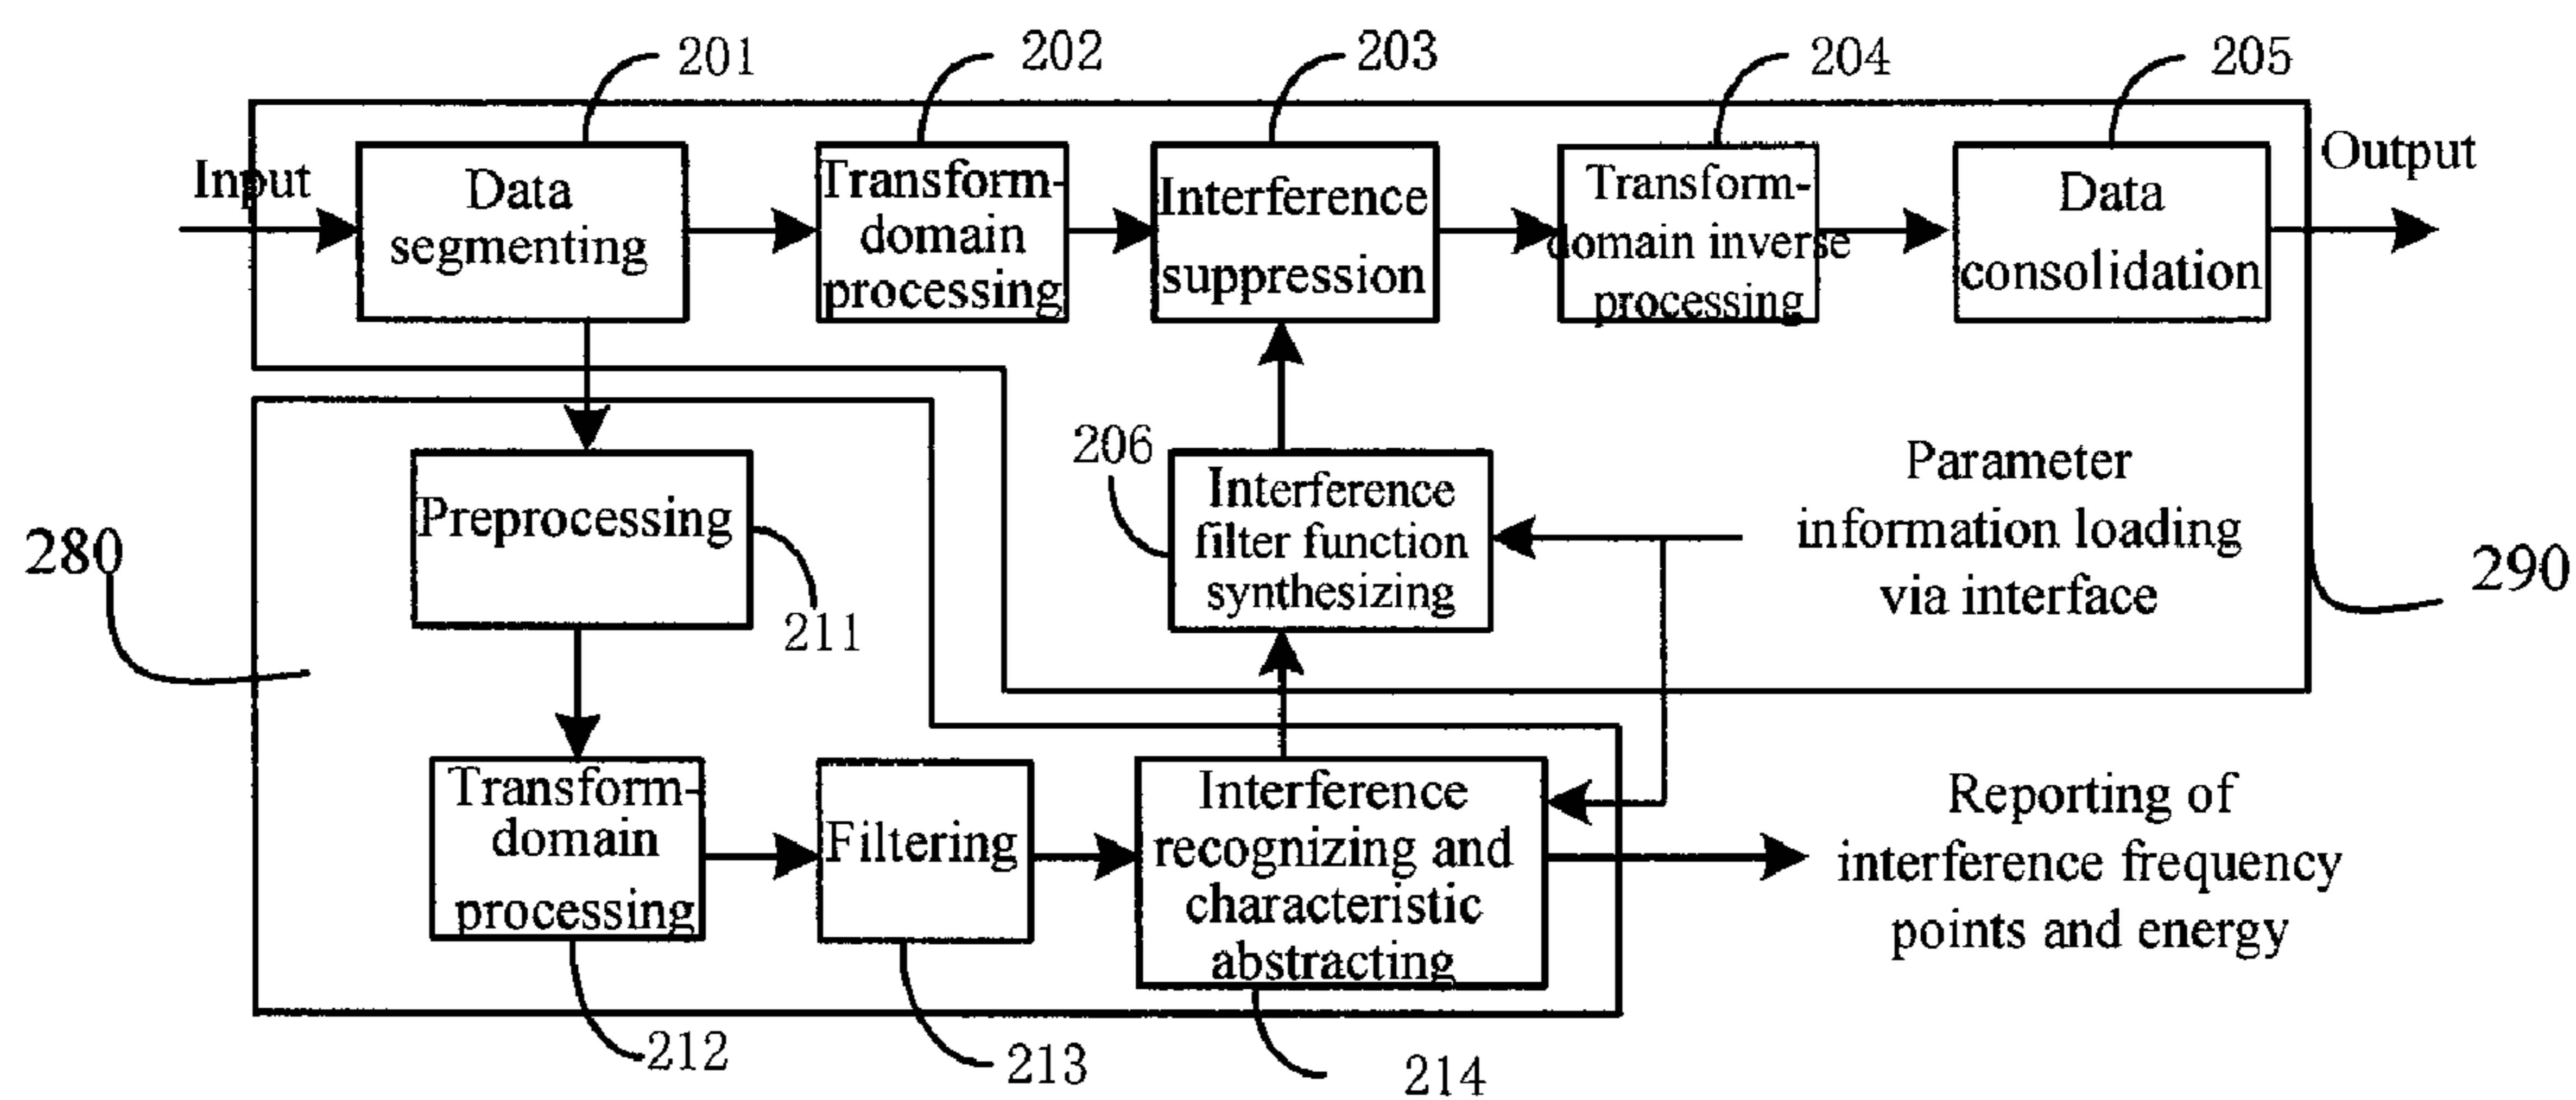 201
202
203
204
205
Input
Data
segmenting
Transform-
domain
processing
Interference
suppression
Transform-
domain inverse
processing
Data
consolidation
Output
280
Preprocessing
211
206
Interference
filter function
synthesizing
Parameter
information loading
via interface
290
Transform-
domain
processing
Filtering
Interference
recognizing and
characteristic
abstracting
Reporting of
interference frequency
points and energy
212
213
214